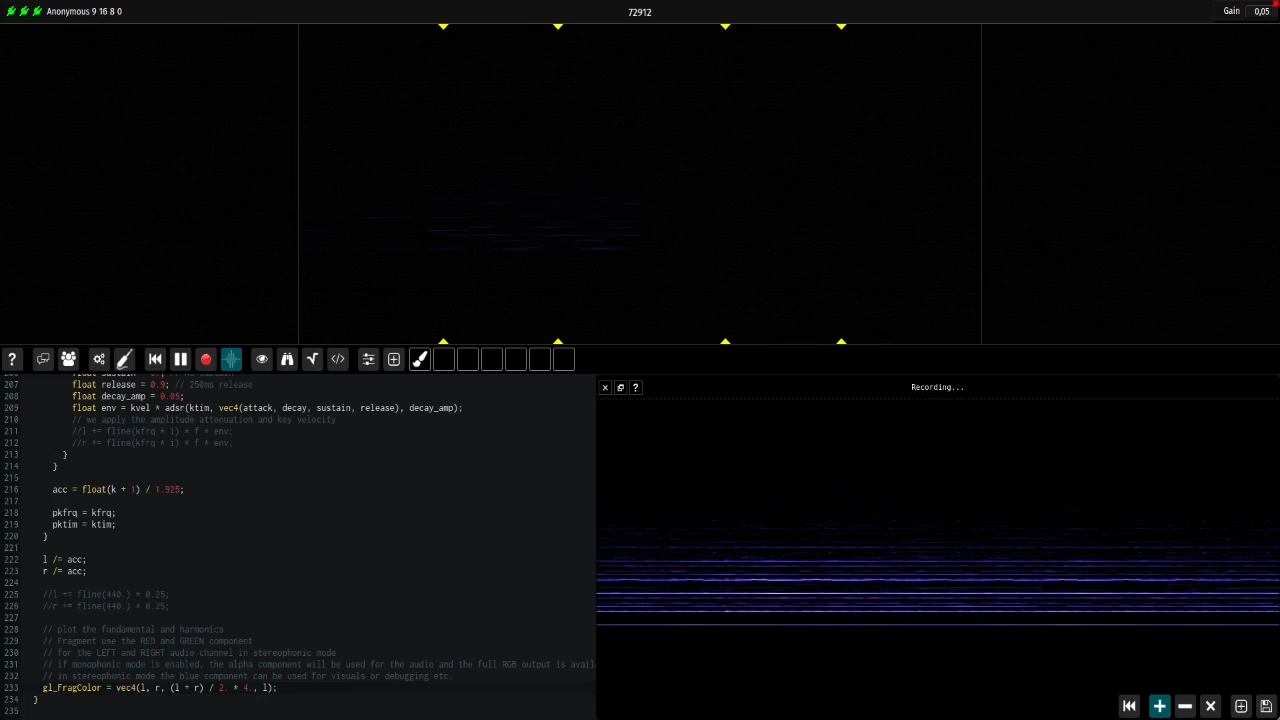 Anonymous 9 16 8 0
72912
Gain 0,05
?
</>
207 float release = 0.9; // 250ms release
208 float decay_amp = 0.05;
209 float env = kvel * adsr(ktim, vec4(attack, decay, sustain, release), decay_amp);
210 // we apply the amplitude attenuation and key velocity
211 //l += fline(kfrq * i) * f * env;
212 //r += fline(kfrq * i) * f * env;
213 }
214 }
215
216 acc = float(k + 1) / 1.925;
217
218 pkfrq = kfrq;
219 pktim = ktim;
220 }
221
222 l /= acc;
223 r /= acc;
224
225 //l += fline(440.) * 0.25;
226 //r += fline(440.) * 0.25;
227
228 // plot the fundamental and harmonics
229 // Fragment use the RED and GREEN component
230 // for the LEFT and RIGHT audio channel in stereophonic mode
231 // if monophonic mode is enabled, the alpha component will be used for the audio and the full RGB output is avail
232 // in stereophonic mode the blue component can be used for visuals or debugging etc.
233 gl_FragColor = vec4(l, r, (l + r) / 2. * 4., l);
234 }
235
?
Recording...